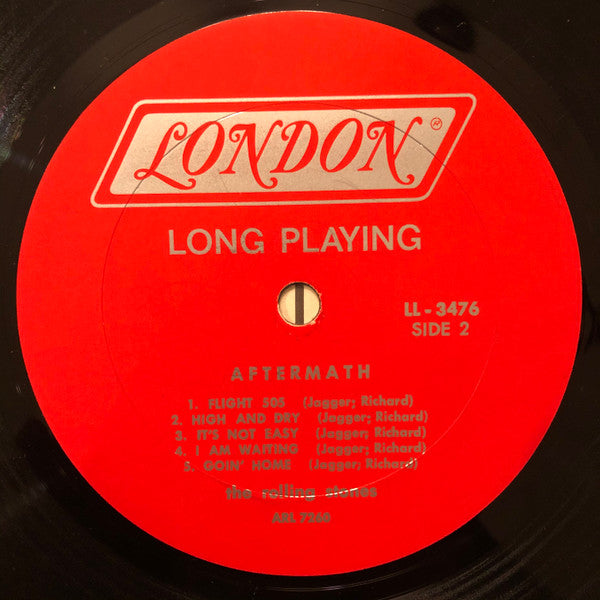 LONDON®
LONG PLAYING
LL-3476
SIDE 2
AFTERMATH
1. FLIGHT 505 (Jagger; Richard)
2. HIGH AND DRY (Jagger; Richard)
3. IT'S NOT EASY (Jagger; Richard)
4. I AM WAITING (Jagger; Richard)
5. GOIN' HOME (Jagger; Richard)
the rolling stones
ARL 7260